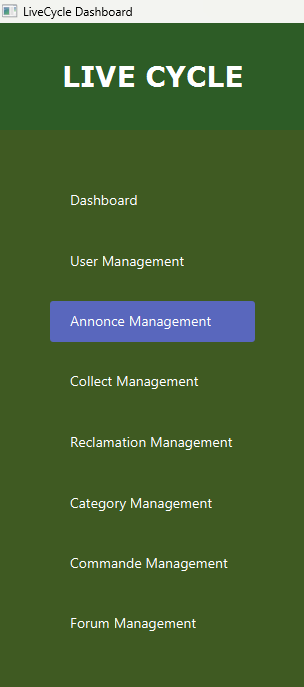 LiveCycle Dashboard
LIVE CYCLE
Dashboard
User Management
Annonce Management
Collect Management
Reclamation Management
Category Management
Commande Management
Forum Management